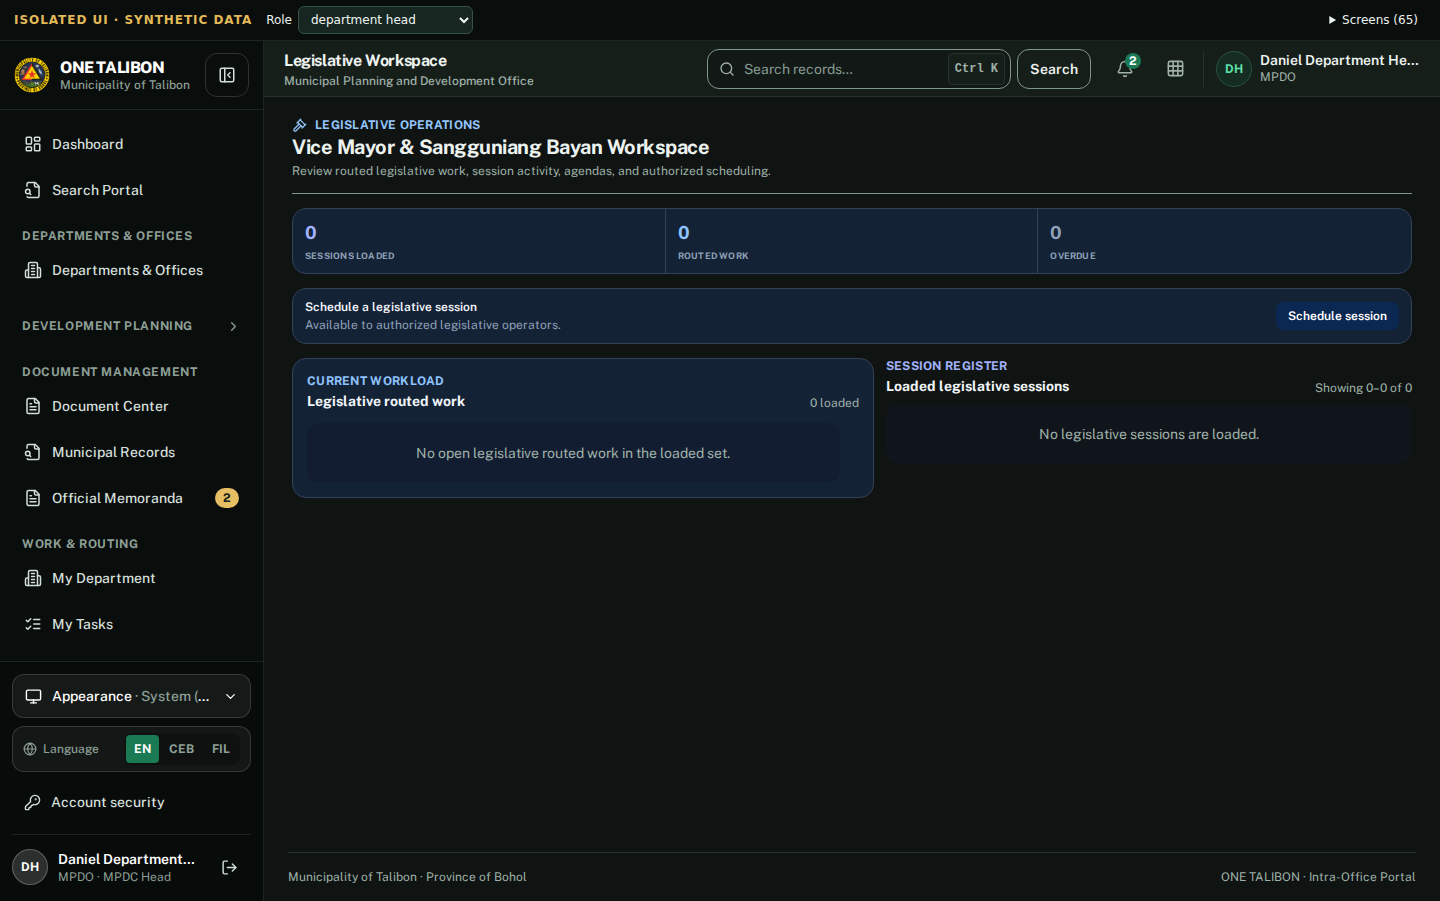 ISOLATED UI · SYNTHETIC DATA Role department head Screens (65)
ONE TALIBON
Municipality of Talibon
Legislative Workspace
Municipal Planning and Development Office
Search records... Ctrl K Search 2 DH Daniel Department He...
MPDO
Dashboard
Search Portal
DEPARTMENTS & OFFICES
Departments & Offices
DEVELOPMENT PLANNING
DOCUMENT MANAGEMENT
Document Center
Municipal Records
Official Memoranda 2
WORK & ROUTING
My Department
My Tasks
Appearance · System (...
Language EN CEB FIL
Account security
DH Daniel Department...
MPDO · MPDC Head
LEGISLATIVE OPERATIONS
Vice Mayor & Sangguniang Bayan Workspace
Review routed legislative work, session activity, agendas, and authorized scheduling.
0 0 0
SESSIONS LOADED ROUTED WORK OVERDUE
Schedule a legislative session
Available to authorized legislative operators.
Schedule session
CURRENT WORKLOAD
Legislative routed work 0 loaded
No open legislative routed work in the loaded set.
SESSION REGISTER
Loaded legislative sessions Showing 0–0 of 0
No legislative sessions are loaded.
Municipality of Talibon · Province of Bohol ONE TALIBON · Intra-Office Portal